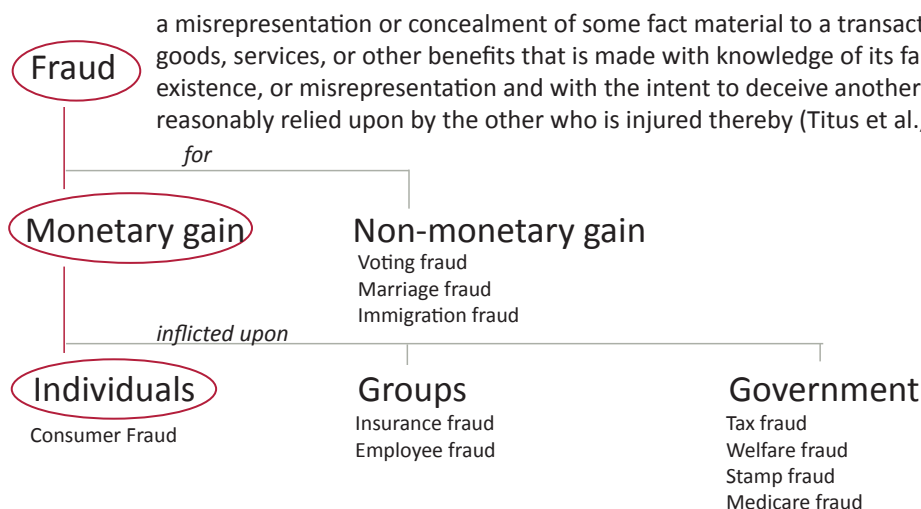 a misrepresentation or concealment of some fact material to a transact
Fraud
goods, services, or other benefits that is made with knowledge of its fa
existence, or misrepresentation and with the intent to deceive another
reasonably relied upon by the other who is injured thereby (Titus et al.,
for
Monetary gain
Non-monetary gain
Voting fraud
Marriage fraud
Immigration fraud
inflicted upon
Individuals
Groups
Government
Consumer Fraud
Insurance fraud
Employee fraud
Tax fraud
Welfare fraud
Stamp fraud
Medicare fraud